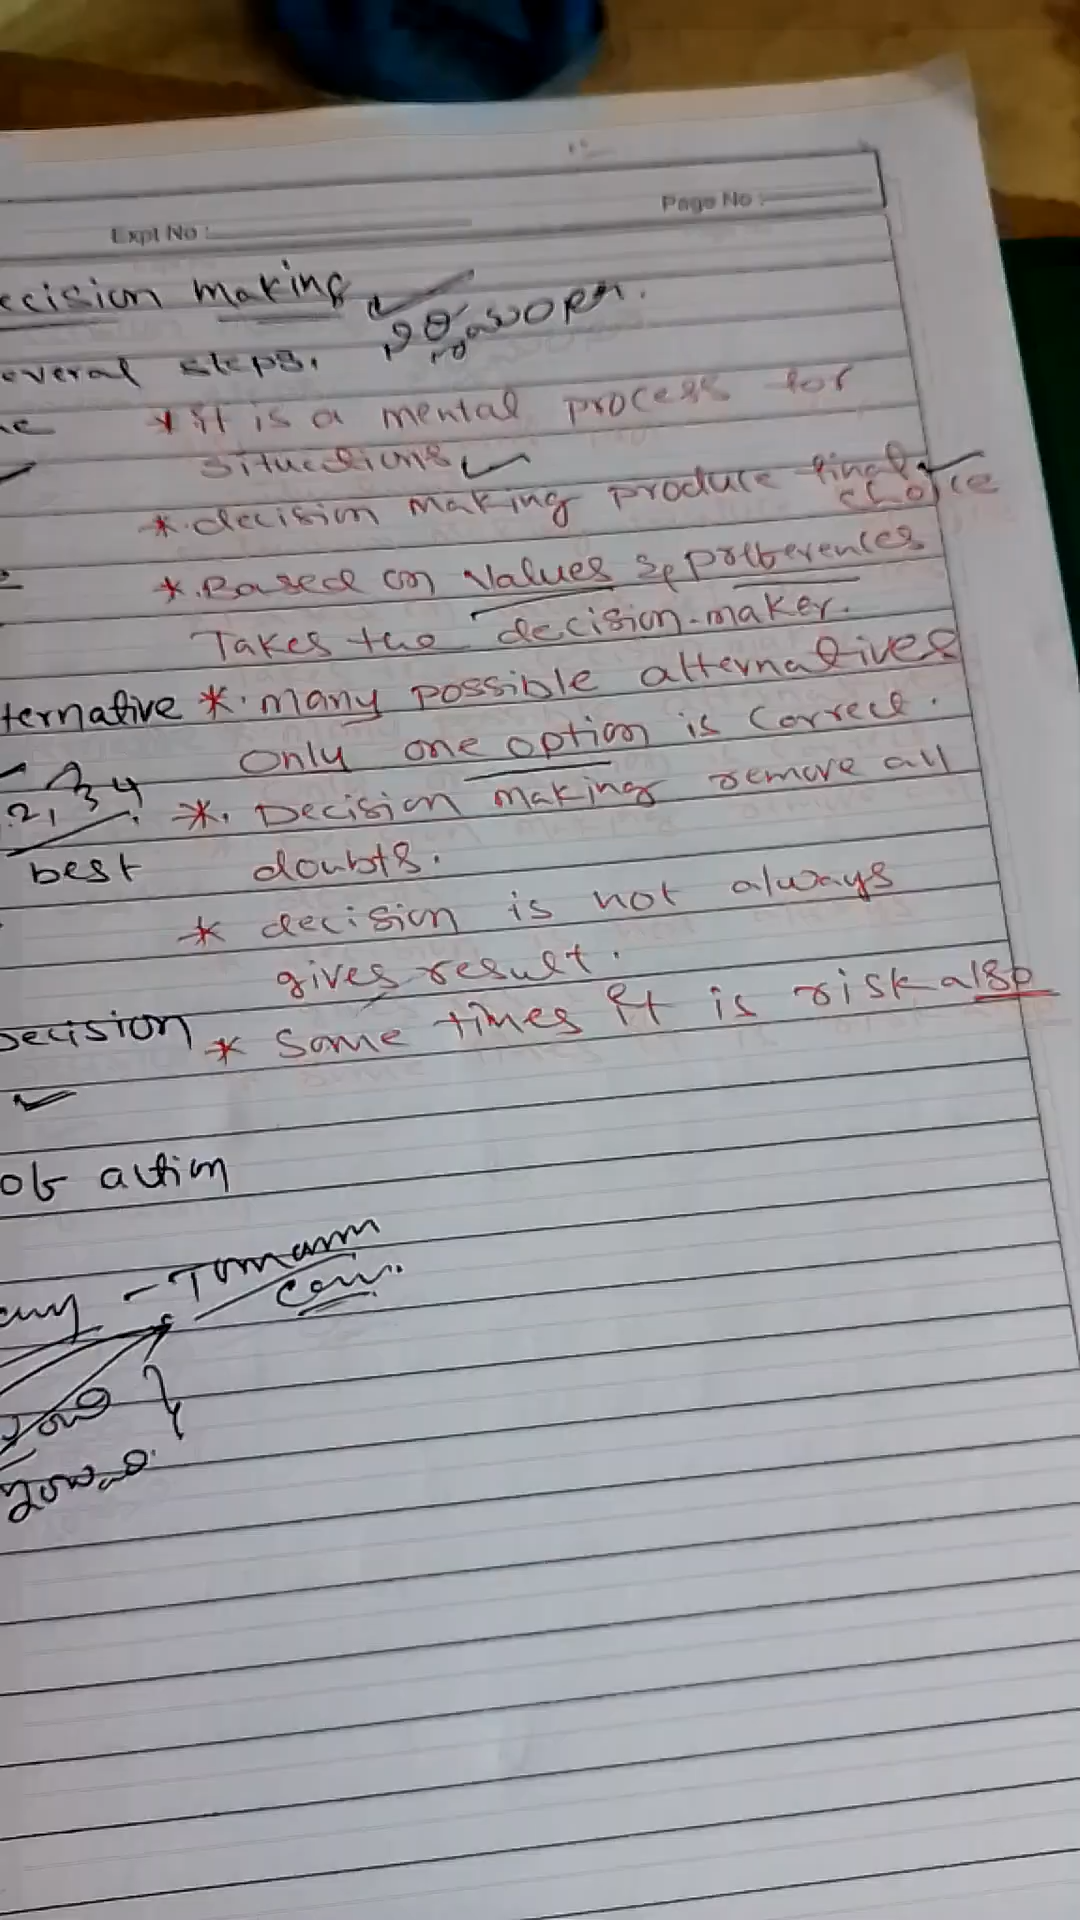 Expt No :
Page No :
ecision making
everal steps.
* it is a mental process for
situctions
* decision making produce final
choice
* Based on Values & prefferences
Takes the decision-maker.
ternative * many possible alternatives
Only one option is correct.
2, 3 4 * Decision making remove all
best doubts.
* decision is not always
gives result.
Decision * Some times it is risk also
of action
- Tomann